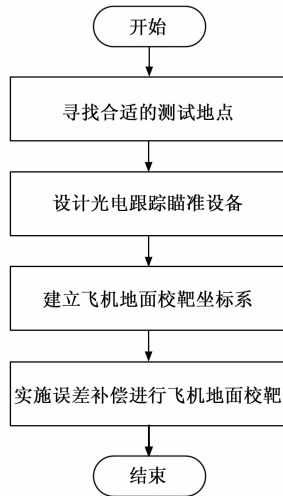 开始
寻找合适的测试地点
设计光电跟踪瞄准设备
建立飞机地面校靶坐标系
实施误差补偿进行飞机地面校靶
结束